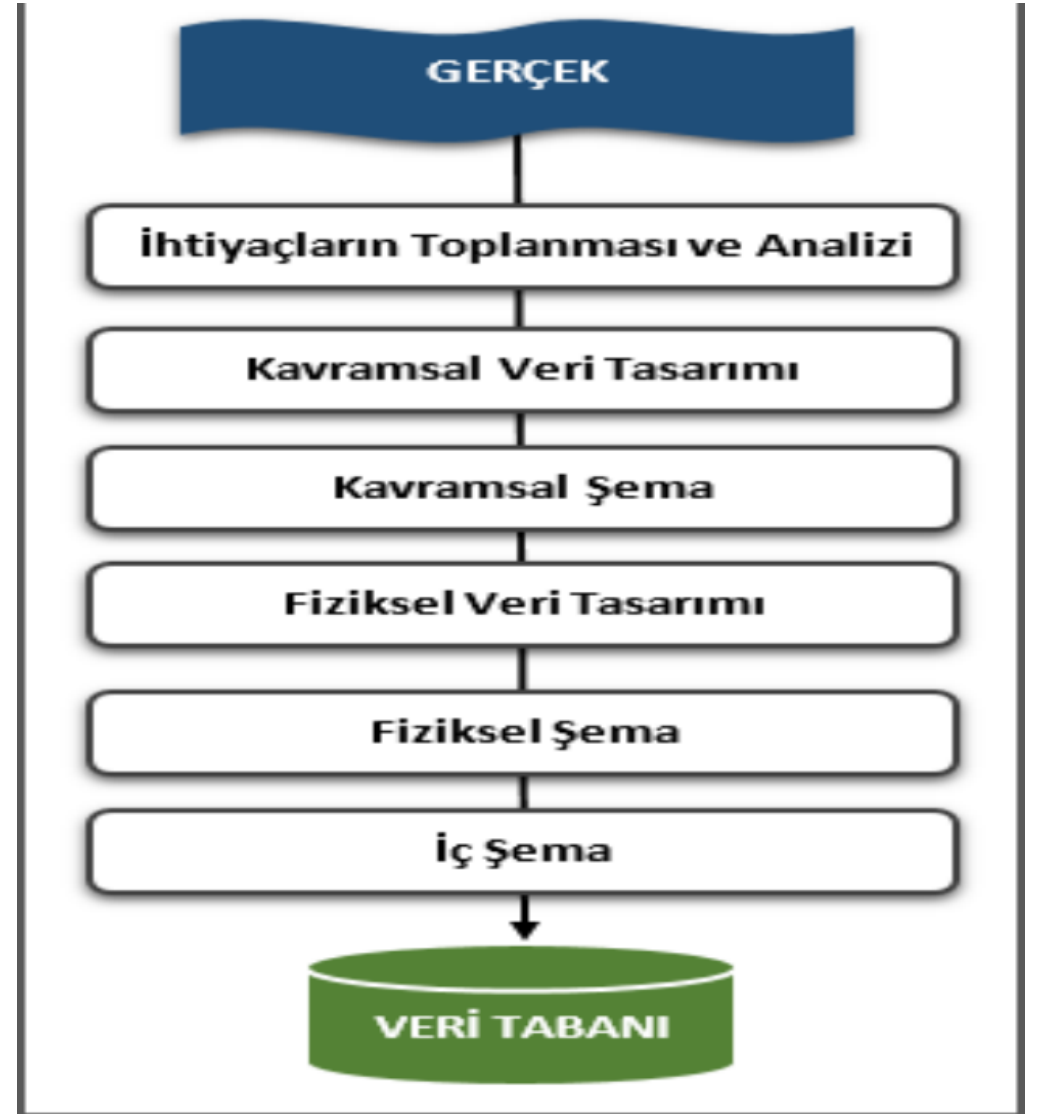 GERÇEK
İhtiyaçların Toplanması ve Analizi
Kavramsal Veri Tasarımı
Kavramsal Şema
Fiziksel Veri Tasarımı
Fiziksel Şema
İç Şema
VERİ TABANI